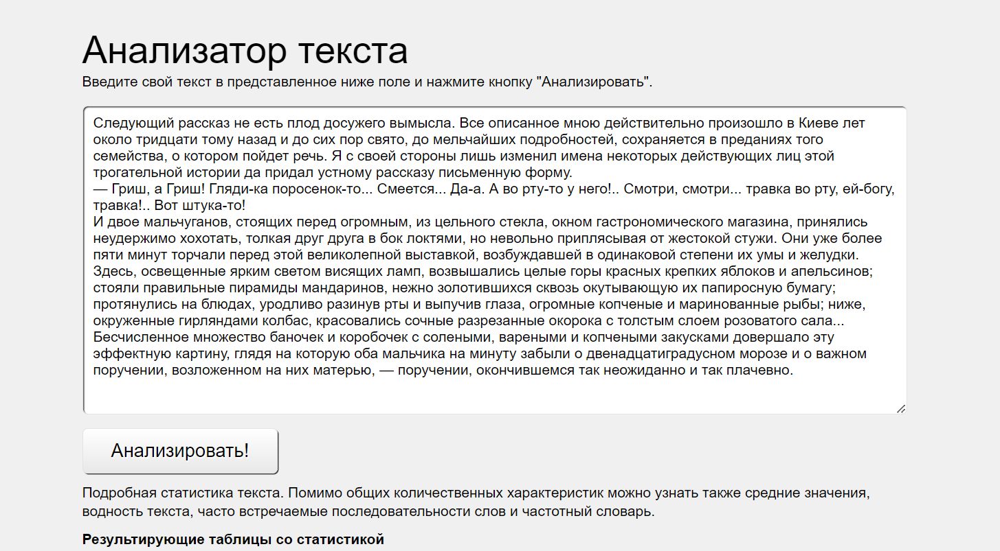 Анализатор текста
Введите свой текст в представленное ниже поле и нажмите кнопку "Анализировать".
Следующий рассказ не есть плод досужего вымысла. Все описанное мною действительно произошло в Киеве лет
около тридцати тому назад и до сих пор свято, до мельчайших подробностей, сохраняется в преданиях того
семейства, о котором пойдет речь. Я с своей стороны лишь изменил имена некоторых действующих лиц этой
трогательной истории да придал устному рассказу письменную форму.
— Гриш, а Гриш! Гляди-ка поросенок-то... Смеется... Да-а. А во рту-то у него!.. Смотри, смотри... травка во рту, ей-богу,
травка!.. Вот штука-то!
И двое мальчуганов, стоящих перед огромным, из цельного стекла, окном гастрономического магазина, принялись
неудержимо хохотать, толкая друг друга в бок локтями, но невольно приплясывая от жестокой стужи. Они уже более
пяти минут торчали перед этой великолепной выставкой, возбуждавшей в одинаковой степени их умы и желудки.
Здесь, освещенные ярким светом висящих ламп, возвышались целые горы красных крепких яблоков и апельсинов;
стояли правильные пирамиды мандаринов, нежно золотившихся сквозь окутывающую их папиросную бумагу;
протянулись на блюдах, уродливо разинув рты и выпучив глаза, огромные копченые и маринованные рыбы; ниже,
окруженные гирляндами колбас, красовались сочные разрезанные окорока с толстым слоем розоватого сала...
Бесчисленное множество баночек и коробочек с солеными, вареными и копчеными закусками довершало эту
эффектную картину, глядя на которую оба мальчика на минуту забыли о двенадцатиградусном морозе и о важном
поручении, возложенном на них матерью, — поручении, окончившемся так неожиданно и так плачевно.
Анализировать!
Подробная статистика текста. Помимо общих количественных характеристик можно узнать также средние значения,
водность текста, часто встречаемые последовательности слов и частотный словарь.
Результирующие таблицы со статистикой